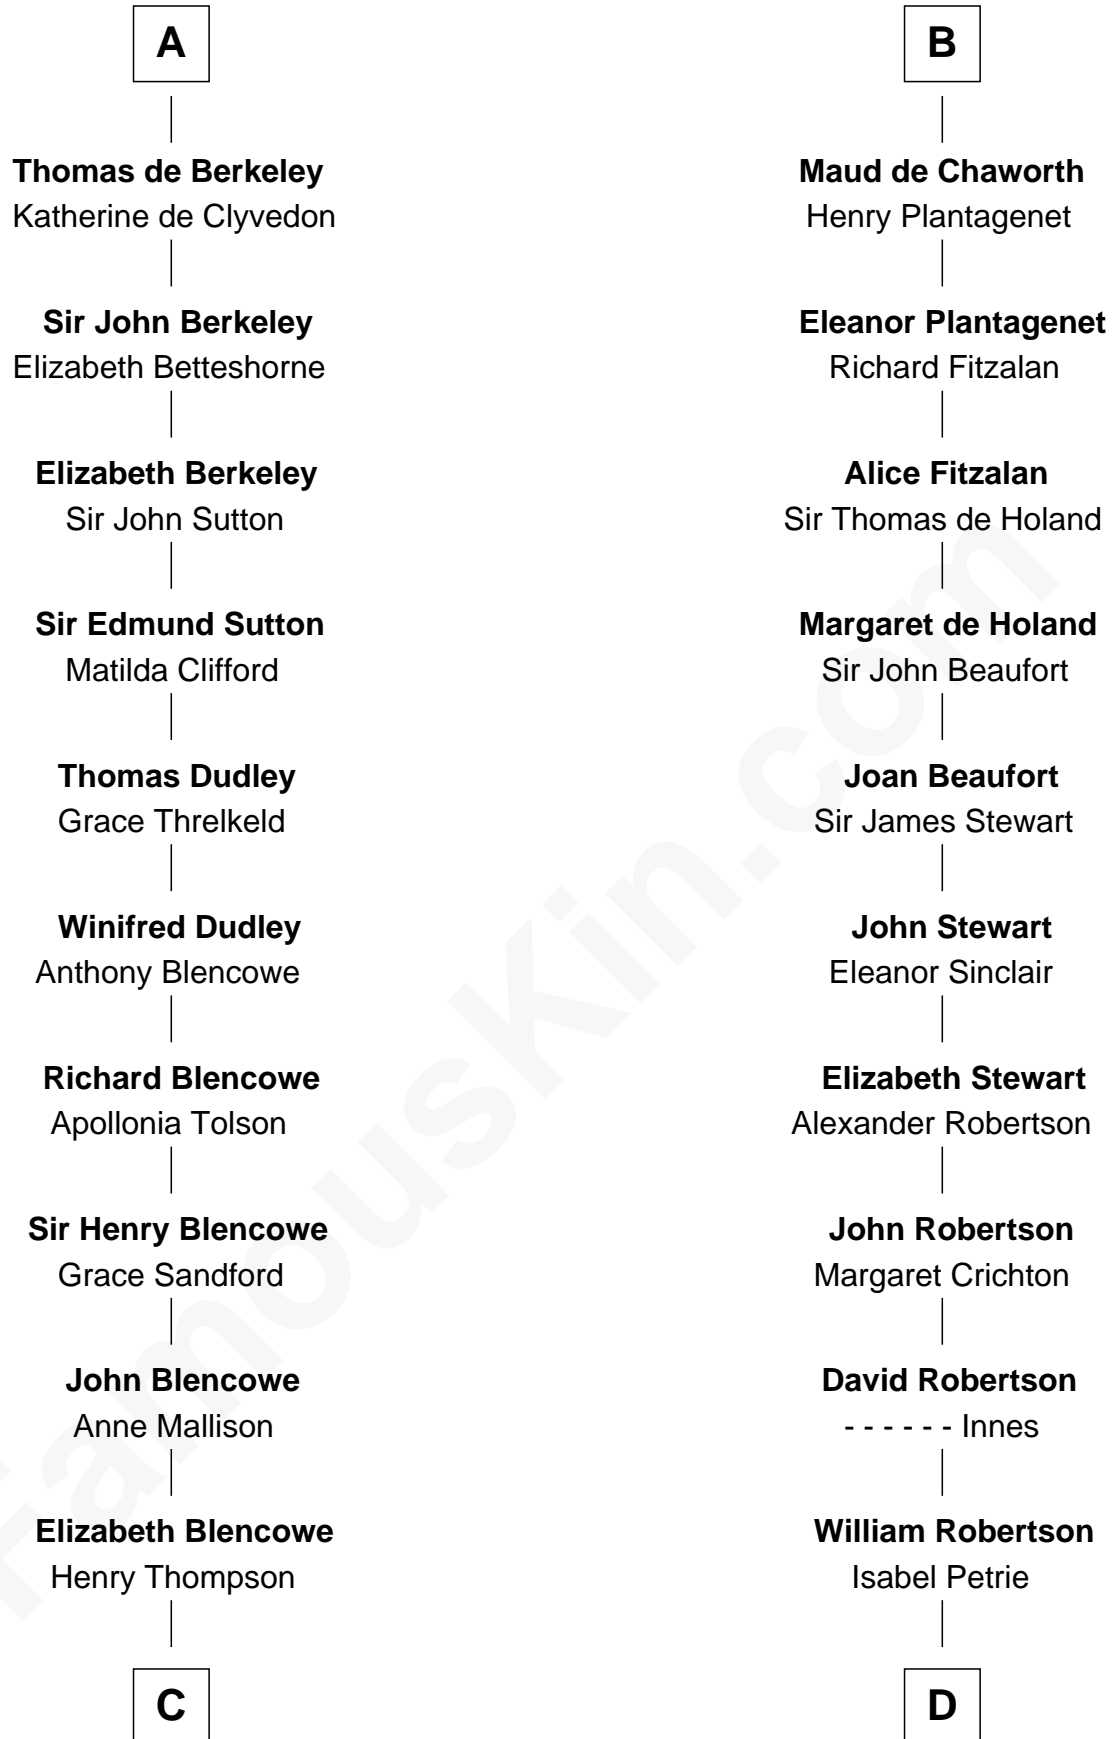 A
Thomas de Berkeley
Katherine de Clyvedon
Sir John Berkeley
Elizabeth Betteshorne
Elizabeth Berkeley
Sir John Sutton
Sir Edmund Sutton
Matilda Clifford
Thomas Dudley
Grace Threlkeld
Winifred Dudley
Anthony Blencowe
Richard Blencowe
Apollonia Tolson
Sir Henry Blencowe
Grace Sandford
John Blencowe
Anne Mallison
Elizabeth Blencowe
Henry Thompson
C
B
Maud de Chaworth
Henry Plantagenet
Eleanor Plantagenet
Richard Fitzalan
Alice Fitzalan
Sir Thomas de Holand
Margaret de Holand
Sir John Beaufort
Joan Beaufort
Sir James Stewart
John Stewart
Eleanor Sinclair
Elizabeth Stewart
Alexander Robertson
John Robertson
Margaret Crichton
David Robertson
- - - - - - Innes
William Robertson
Isabel Petrie
D
FamousKin.com